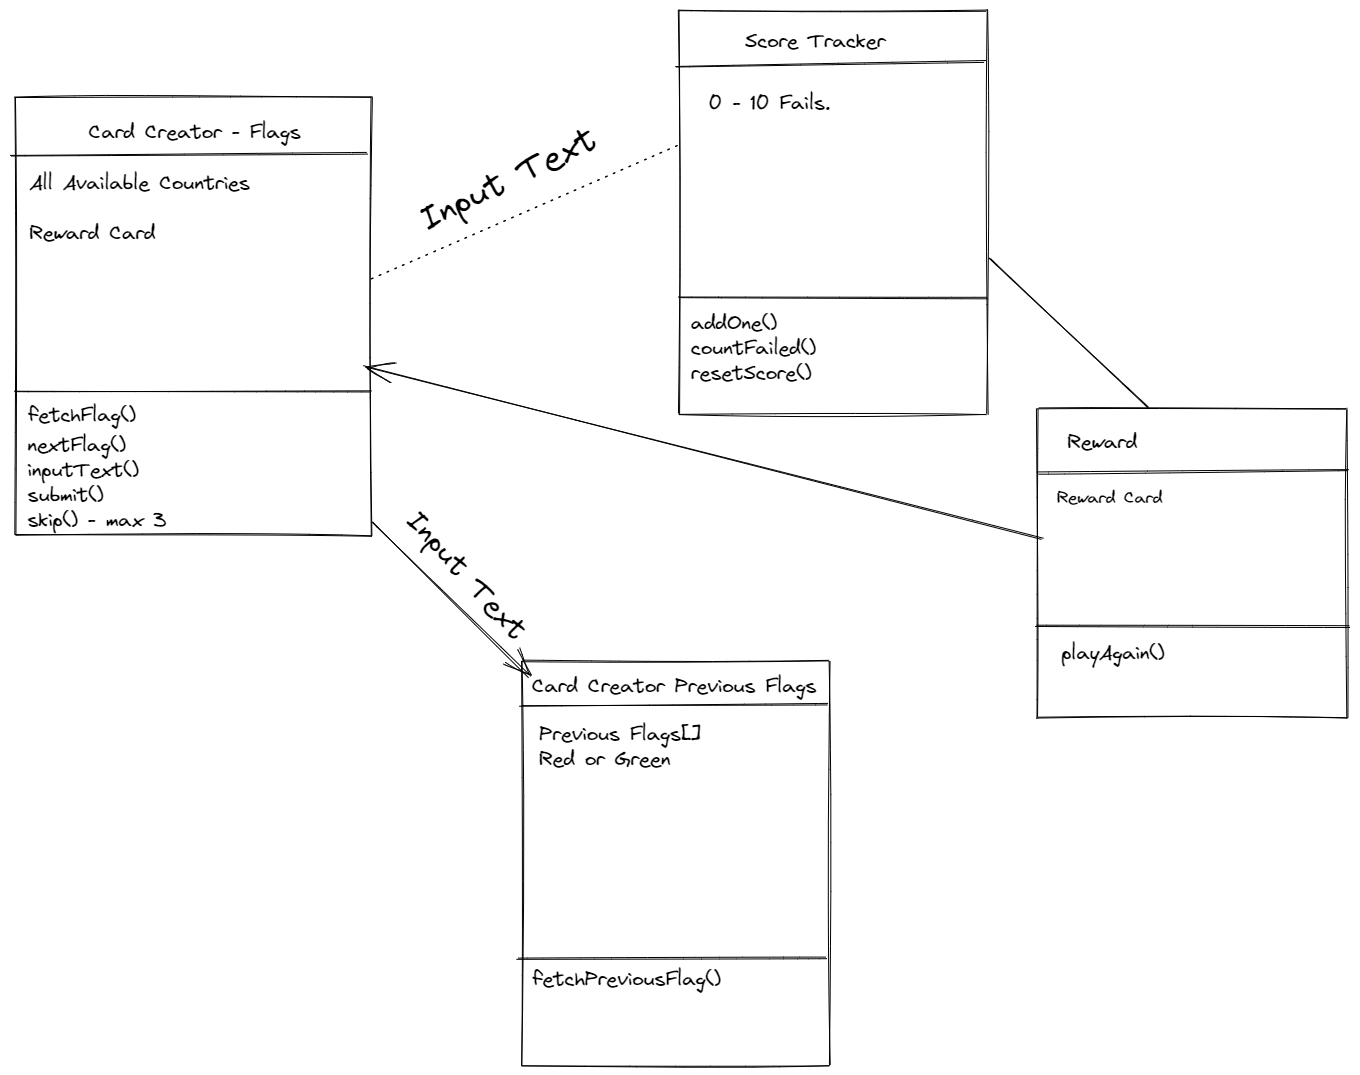 Score Tracker
0 - 10 Fails.
addOne()
countFailed()
resetScore()
Card Creator - Flags
All Available Countries
Reward Card
fetchFlag()
nextFlag()
inputText()
submit()
skip() - max 3
Input Text
Input Text
Reward
Reward Card
playAgain()
Card Creator Previous Flags
Previous Flags[]
Red or Green
fetchPreviousFlag()